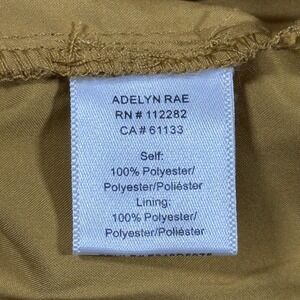 ADELYN RAE
RN # 112282
CA # 61133
Self:
100% Polyester/
Polyester/Poliéster
Lining:
100% Polyester/
Polyester/Poliéster